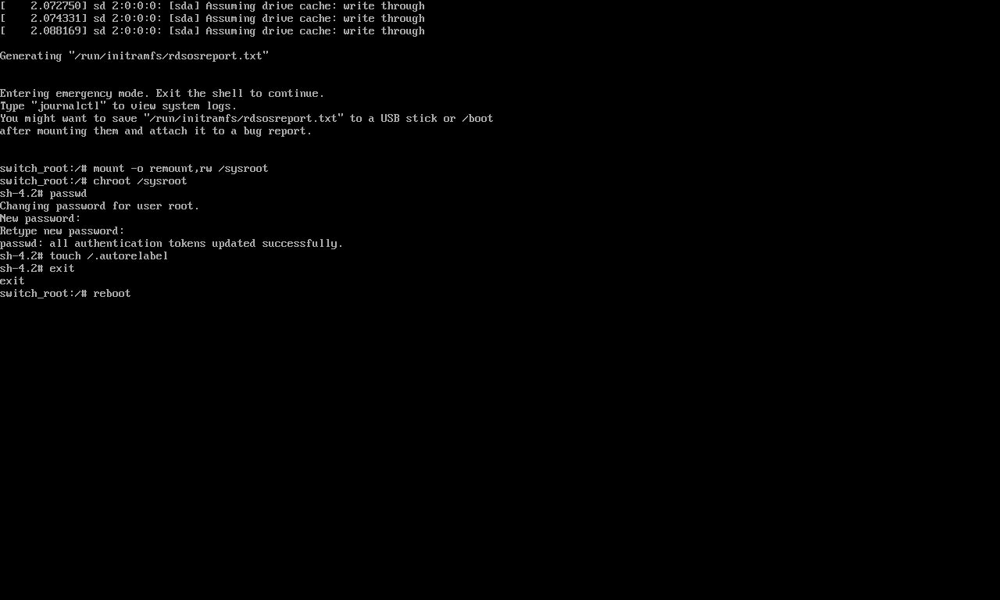 [    2.072750] sd 2:0:0:0: [sda] Assuming drive cache: write through
[    2.074331] sd 2:0:0:0: [sda] Assuming drive cache: write through
[    2.088169] sd 2:0:0:0: [sda] Assuming drive cache: write through
Generating "/run/initramfs/rdsosreport.txt"
Entering emergency mode. Exit the shell to continue.
Type "journalctl" to view system logs.
You might want to save "/run/initramfs/rdsosreport.txt" to a USB stick or /boot
after mounting them and attach it to a bug report.
switch_root:/# mount -o remount,rw /sysroot
switch_root:/# chroot /sysroot
sh-4.2# passwd
Changing password for user root.
New password:
Retype new password:
passwd: all authentication tokens updated successfully.
sh-4.2# touch /.autorelabel
sh-4.2# exit
exit
switch_root:/# reboot